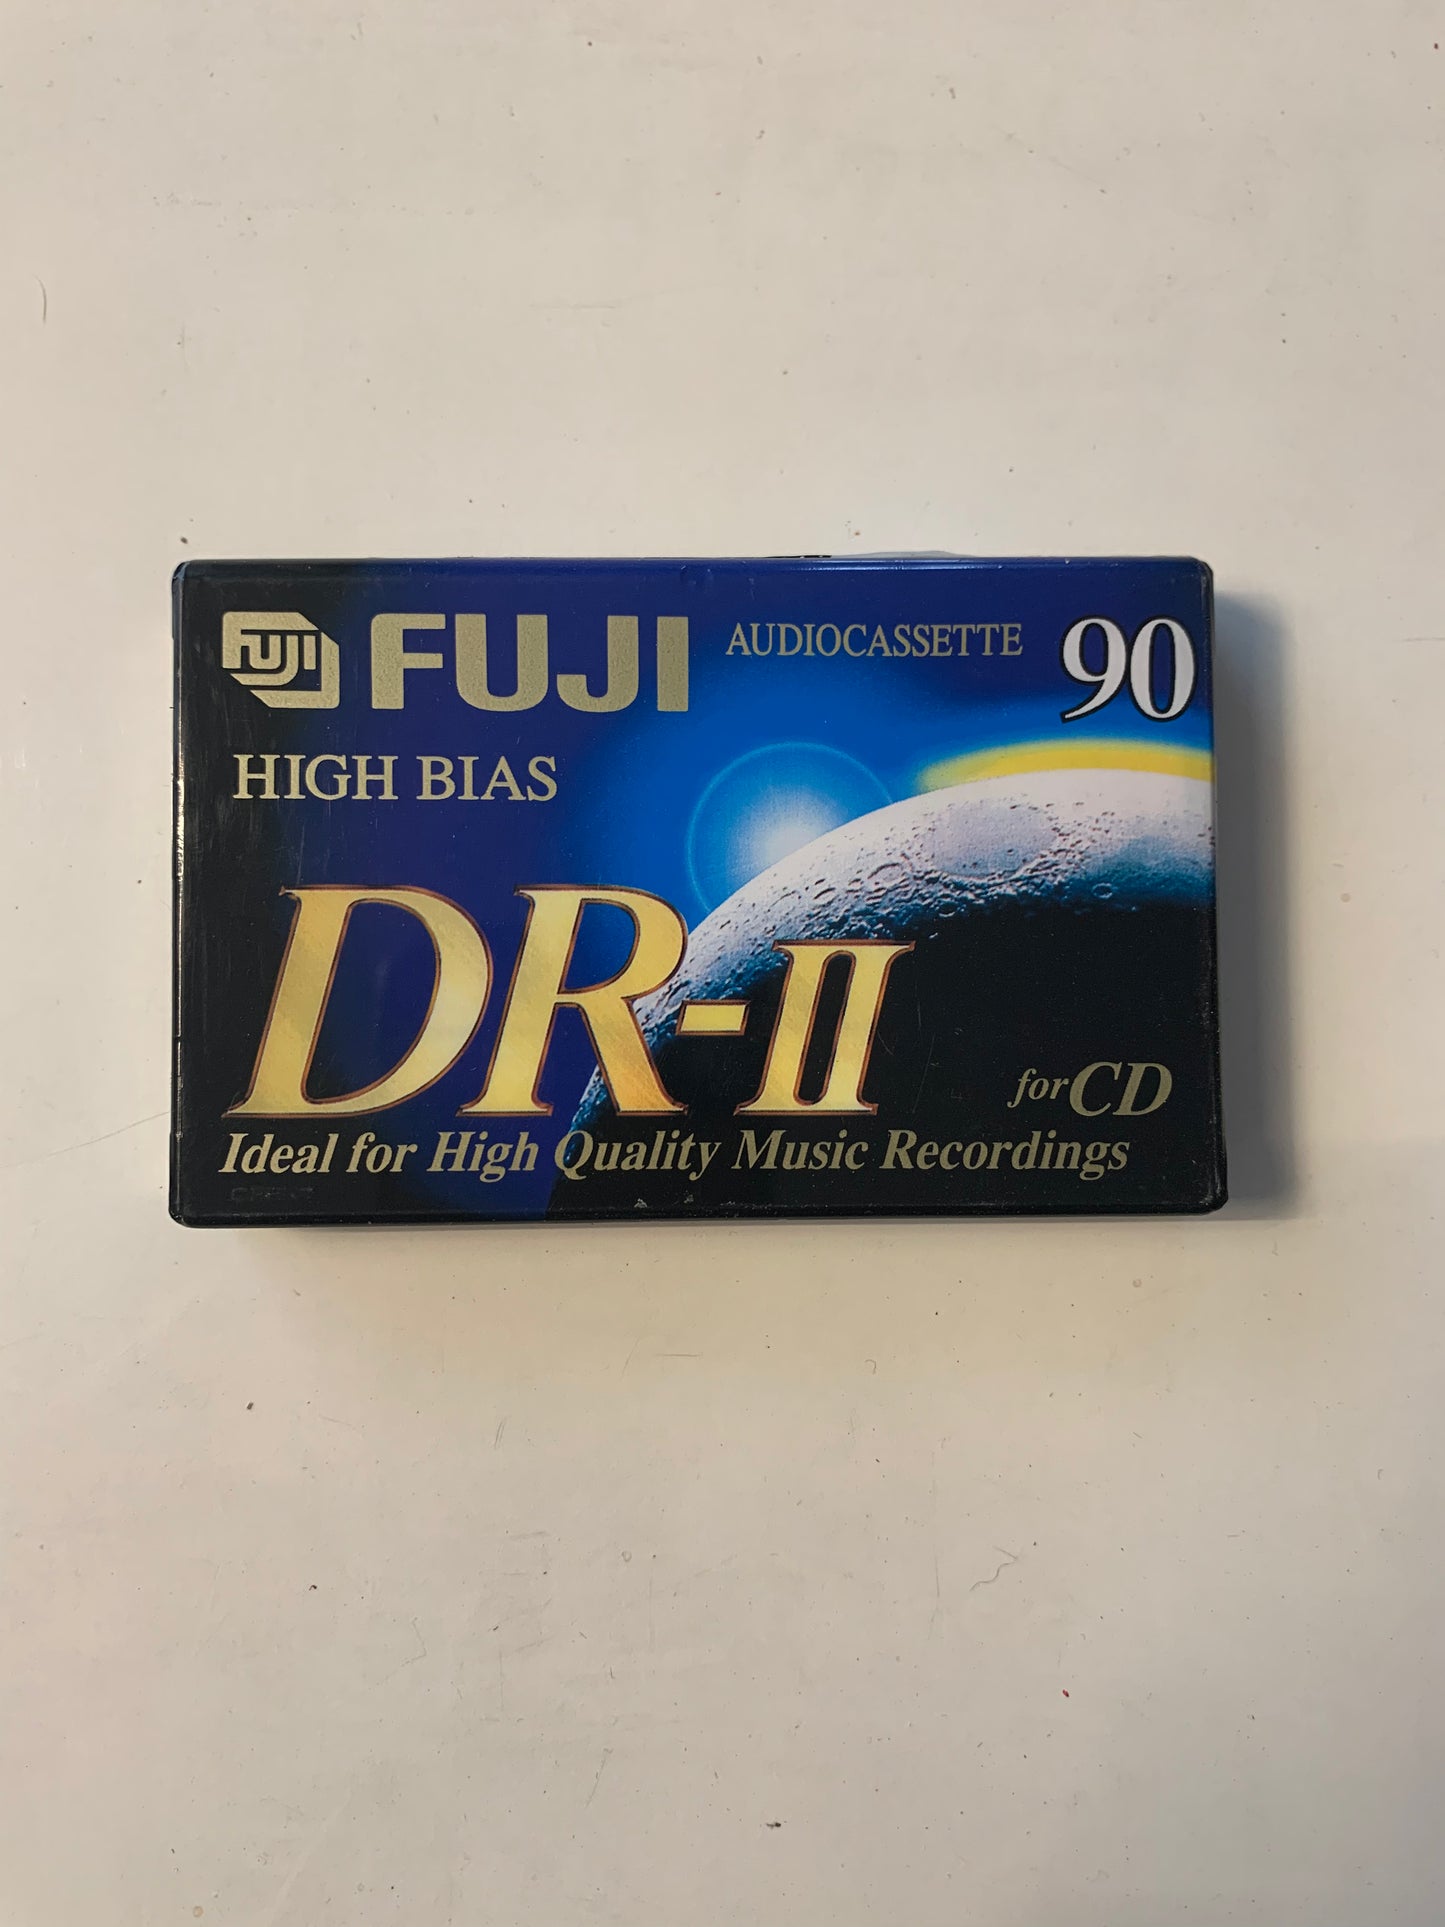 FUJI FUJI AUDIOCASSETTE 90
HIGH BIAS
DR-II
for CD
Ideal for High Quality Music Recordings